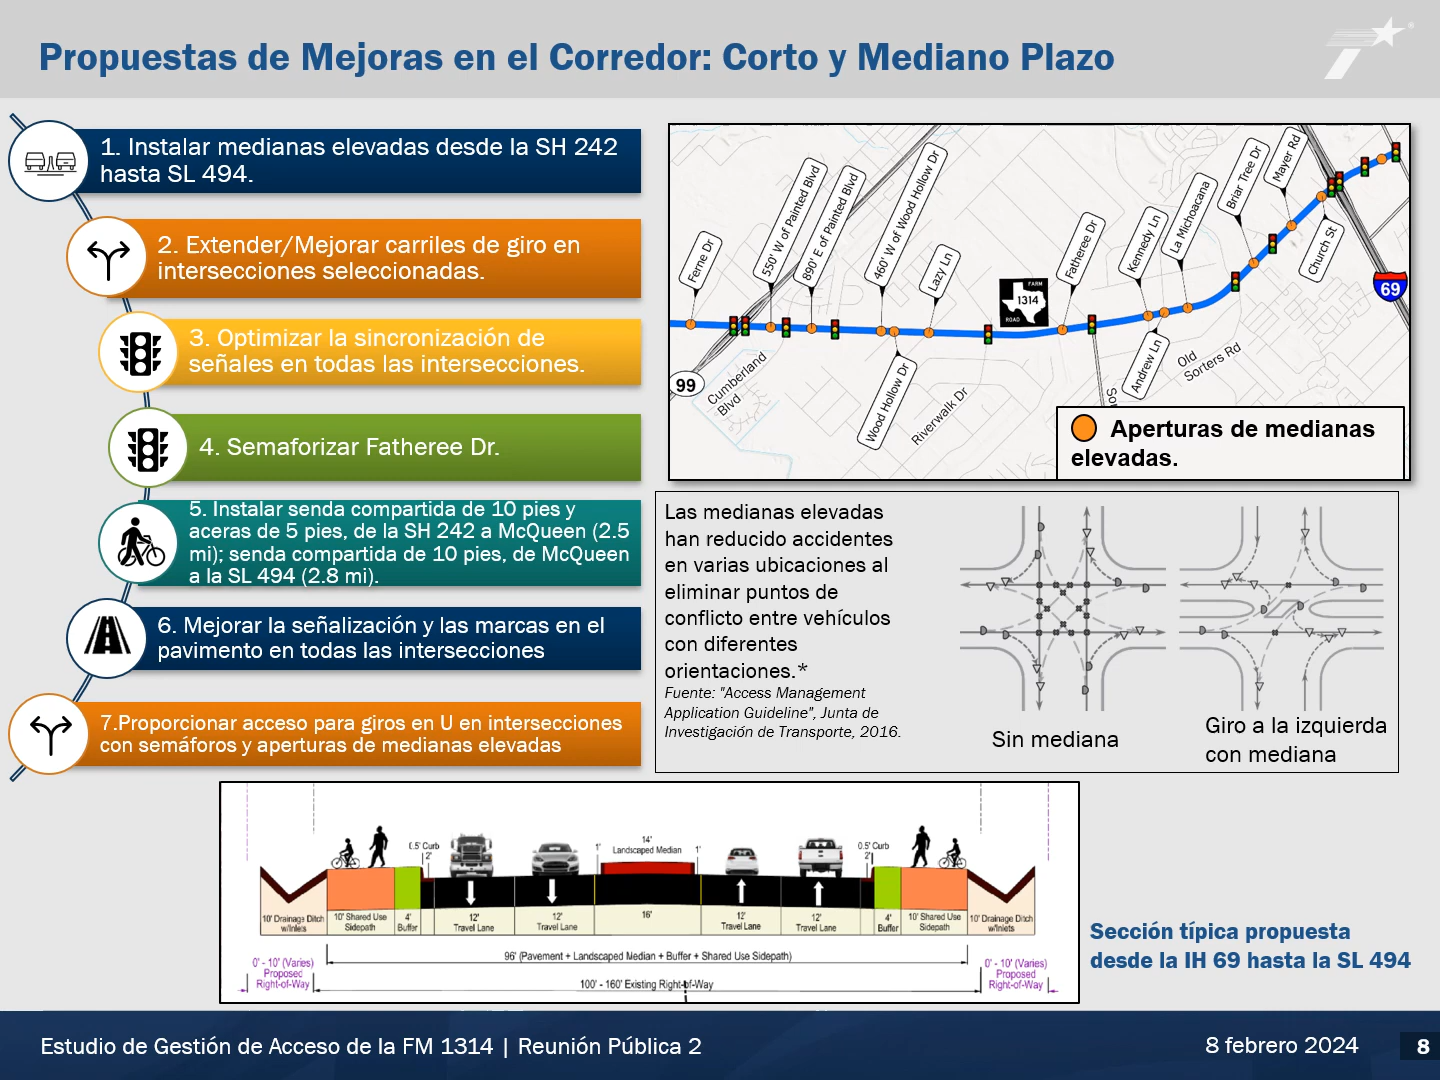 Propuestas de Mejoras en el Corredor: Corto y Mediano Plazo
1. Instalar medianas elevadas desde la SH 242
hasta SL 494.
2. Extender/Mejorar carriles de giro en
intersecciones seleccionadas.
3. Optimizar la sincronización de
señales en todas las intersecciones.
4. Semaforizar Fatheree Dr.
5. Instalar senda compartida de 10 pies y
aceras de 5 pies, de la SH 242 a McQueen (2.5
mi); senda compartida de 10 pies, de McQueen
a la SL 494 (2.8 mi).
6. Mejorar la señalización y las marcas en el
pavimento en todas las intersecciones
7.Proporcionar acceso para giros en U en intersecciones
con semáforos y aperturas de medianas elevadas
Ferne Dr
550' W of Painted Blvd
890' E of Painted Blvd
460' W of Wood Hollow Dr
Lazy Ln
FARM
1314
ROAD
Fatheree Dr
Kennedy Ln
La Michoacana
Briar Tree Dr
Mayer Rd
Church St
69
99
Cumberland
Blvd
Wood Hollow Dr
Riverwalk Dr
Andrew Ln
Old
Sorters Rd
Aperturas de medianas
elevadas.
Las medianas elevadas
han reducido accidentes
en varias ubicaciones al
eliminar puntos de
conflicto entre vehículos
con diferentes
orientaciones.*
Fuente: "Access Management
Application Guideline", Junta de
Investigación de Transporte, 2016.
Sin mediana
Giro a la izquierda
con mediana
0.5' Curb
2'
1'
14'
Landscaped Median
1'
0.5' Curb
2'
10' Drainage Ditch
w/Inlets
10' Shared Use
Sidepath
4'
Buffer
12'
Travel Lane
12'
Travel Lane
16'
12'
Travel Lane
12'
Travel Lane
4'
Buffer
10' Shared Use
Sidepath
10' Drainage Ditch
w/Inlets
96' (Pavement + Landscaped Median + Buffer + Shared Use Sidepath)
0' - 10' (Varies)
Proposed
Right-of-Way
100' - 160' Existing Right-of-Way
0' - 10' (Varies)
Proposed
Right-of-Way
Sección típica propuesta
desde la IH 69 hasta la SL 494
Estudio de Gestión de Acceso de la FM 1314 | Reunión Pública 2
8 febrero 2024
8